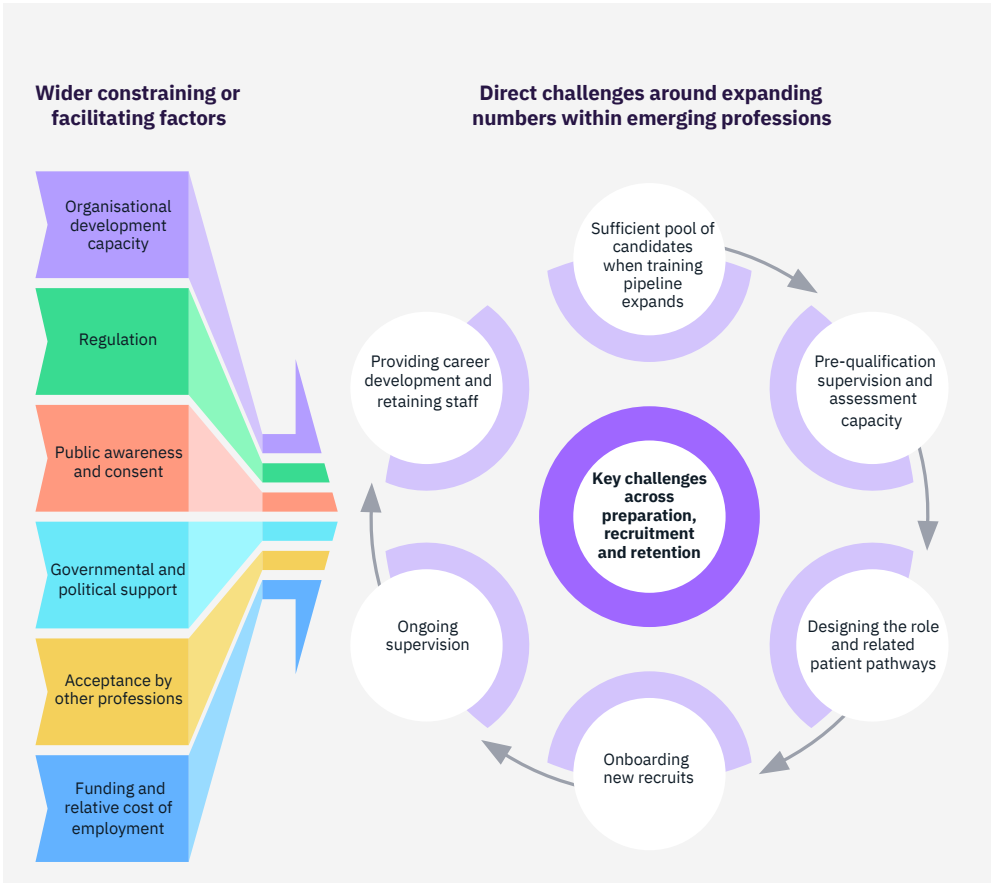 Wider constraining or
facilitating factors
Organisational
development
capacity
Regulation
Public awareness
and consent
Governmental and
political support
Acceptance by
other professions
Funding and
relative cost of
employment
Direct challenges around expanding
numbers within emerging professions
Sufficient pool of
candidates
when training
pipeline
expands
Pre-qualification
supervision and
assessment
capacity
Designing the role
and related
patient pathways
Onboarding
new recruits
Ongoing
supervision
Providing career
development and
retaining staff
Key challenges
across
preparation,
recruitment
and retention